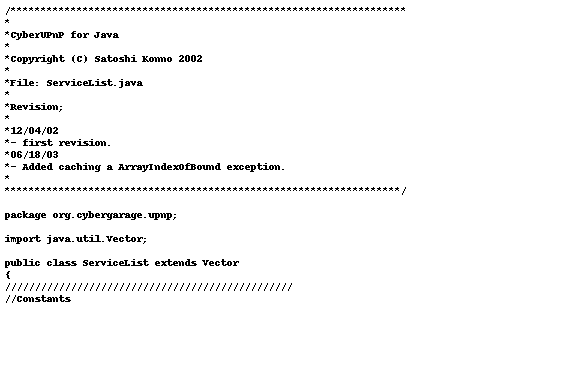 /******************************************************************
*
*CyberUPnP for Java
*
*Copyright (C) Satoshi Konno 2002
*
*File: ServiceList.java
*
*Revision;
*
*12/04/02
*- first revision.
*06/18/03
*- Added caching a ArrayIndexOfBound exception.
*
******************************************************************/
package org.cybergarage.upnp;
import java.util.Vector;
public class ServiceList extends Vector
{
////////////////////////////////////////////////
//Constants